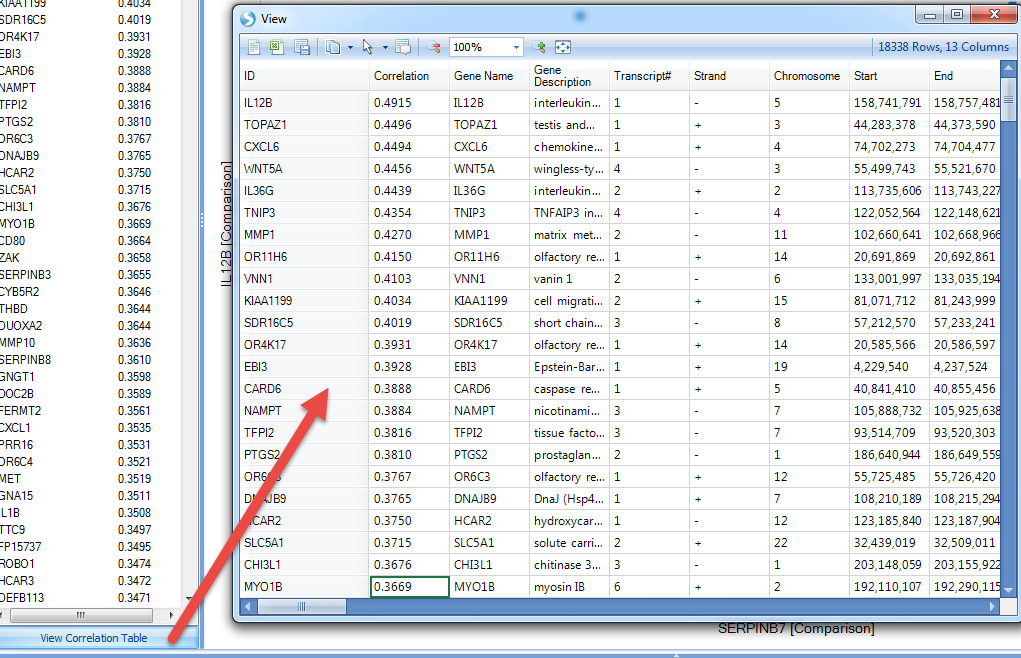 KIAA1199 0.4034
SDR16C5 0.4019
OR4K17 0.3931
EBI3 0.3928
CARD6 0.3888
NAMPT 0.3884
TFPI2 0.3816
PTGS2 0.3810
OR6C3 0.3767
DNAJB9 0.3765
HCAR2 0.3750
SLC5A1 0.3715
CHI3L1 0.3676
MYO1B 0.3669
CD80 0.3664
ZAK 0.3658
SERPINB3 0.3655
CYB5R2 0.3646
THBD 0.3644
DUOXA2 0.3644
MMP10 0.3636
SERPINB8 0.3610
GNGT1 0.3598
DOC2B 0.3589
FERMT2 0.3561
CXCL1 0.3535
PRR16 0.3531
OR6C4 0.3521
MET 0.3519
GNA15 0.3511
IL1B 0.3508
TTC9 0.3497
FP15737 0.3495
ROBO1 0.3474
HCAR3 0.3472
DEFB113 0.3471
View Correlation Table
IL12B [Comparison]
View
100%
18338 Rows, 13 Columns
ID Correlation Gene Name Gene Description Transcript# Strand Chromosome Start End
IL12B 0.4915 IL12B interleukin... 1 - 5 158,741,791 158,757,481
TOPAZ1 0.4496 TOPAZ1 testis and... 1 + 3 44,283,378 44,373,590
CXCL6 0.4494 CXCL6 chemokine... 1 + 4 74,702,273 74,704,477
WNT5A 0.4456 WNT5A wingless-ty... 4 - 3 55,499,743 55,521,670
IL36G 0.4439 IL36G interleukin... 2 + 2 113,735,606 113,743,227
TNIP3 0.4354 TNIP3 TNFAIP3 in... 4 - 4 122,052,564 122,148,621
MMP1 0.4270 MMP1 matrix met... 2 - 11 102,660,641 102,668,966
OR11H6 0.4150 OR11H6 olfactory re... 1 + 14 20,691,869 20,692,861
VNN1 0.4103 VNN1 vanin 1 2 - 6 133,001,997 133,035,194
KIAA1199 0.4034 KIAA1199 cell migrati... 2 + 15 81,071,712 81,243,999
SDR16C5 0.4019 SDR16C5 short chain... 3 - 8 57,212,570 57,233,241
OR4K17 0.3931 OR4K17 olfactory re... 1 + 14 20,585,566 20,586,597
EBI3 0.3928 EBI3 Epstein-Bar... 1 + 19 4,229,540 4,237,524
CARD6 0.3888 CARD6 caspase re... 1 + 5 40,841,410 40,855,456
NAMPT 0.3884 NAMPT nicotinami... 3 - 7 105,888,732 105,925,638
TFPI2 0.3816 TFPI2 tissue facto... 3 - 7 93,514,709 93,520,303
PTGS2 0.3810 PTGS2 prostaglan... 2 - 1 186,640,944 186,649,559
OR6C3 0.3767 OR6C3 olfactory re... 1 + 12 55,725,485 55,726,420
DNAJB9 0.3765 DNAJB9 DnaJ (Hsp4... 1 + 7 108,210,189 108,215,294
HCAR2 0.3750 HCAR2 hydroxycar... 1 - 12 123,185,840 123,187,904
SLC5A1 0.3715 SLC5A1 solute carri... 2 + 22 32,439,019 32,509,011
CHI3L1 0.3676 CHI3L1 chitinase 3... 3 - 1 203,148,059 203,155,922
MYO1B 0.3669 MYO1B myosin IB 6 + 2 192,110,107 192,290,115
SERPINB7 [Comparison]